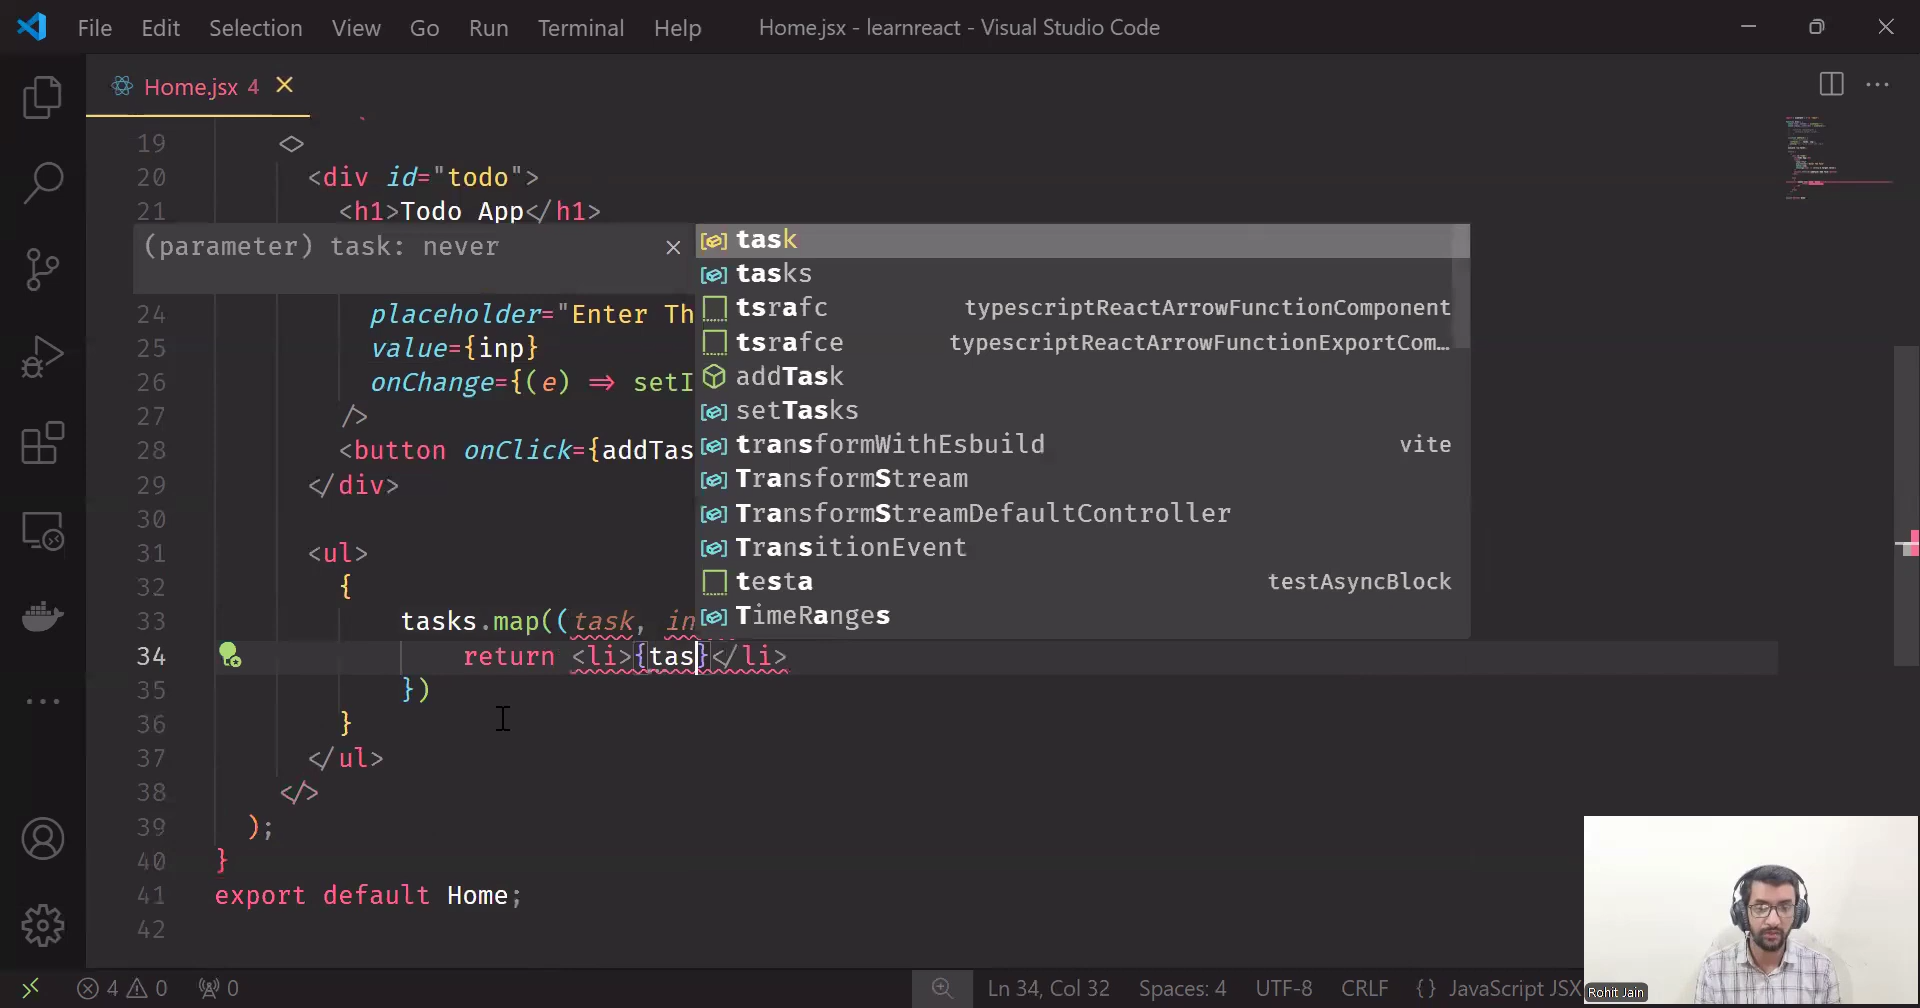 File Edit Selection View Go Run Terminal Help Home.jsx - learnreact - Visual Studio Code
Home.jsx 4
19 <>
20 <div id="todo">
21 <h1>Todo App</h1>
(parameter) task: never
task
tasks
tsrafc typescriptReactArrowFunctionComponent
tsrafce typescriptReactArrowFunctionExportCom…
addTask
setTasks
transformWithEsbuild vite
TransformStream
TransformStreamDefaultController
TransitionEvent
testa testAsyncBlock
TimeRanges
24 placeholder="Enter Th
25 value={inp}
26 onChange={(e) => setI
27 />
28 <button onClick={addTas
29 </div>
30
31 <ul>
32 {
33 tasks.map((task, in
34 return <li>{tas}</li>
35 })
36 }
37 </ul>
38 </>
39 );
40 }
41 export default Home;
42
4 0 0 Ln 34, Col 32 Spaces: 4 UTF-8 CRLF {} JavaScript JSX
Rohit Jain